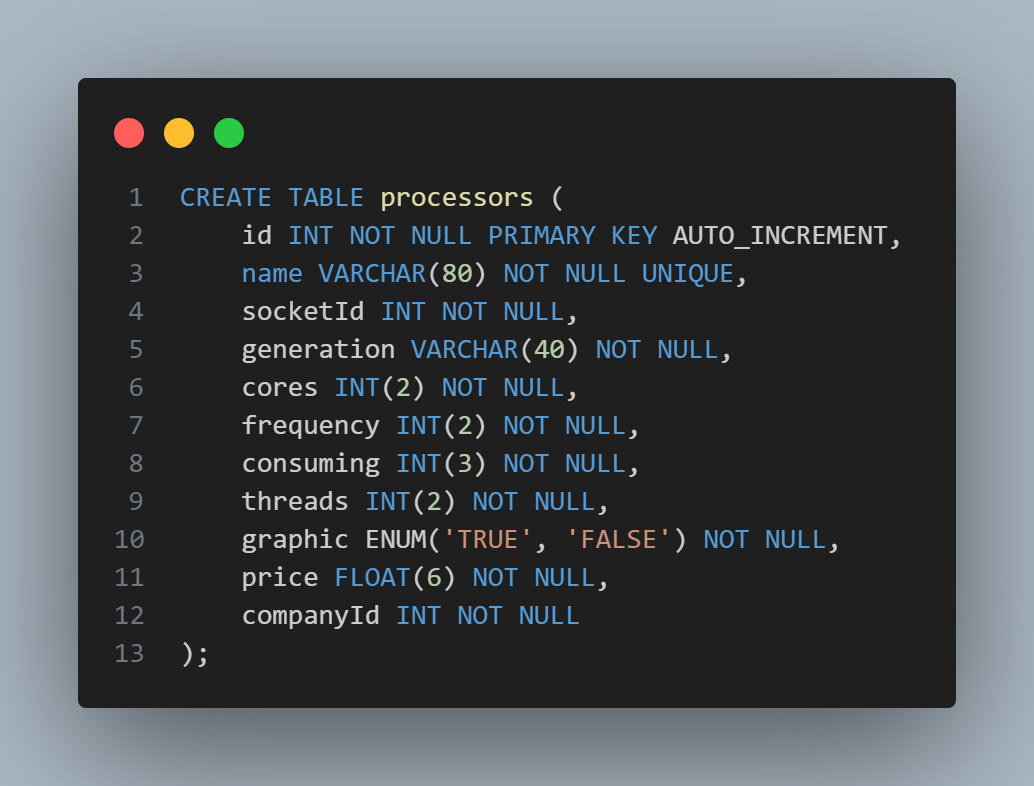 1 CREATE TABLE processors (
2     id INT NOT NULL PRIMARY KEY AUTO_INCREMENT,
3     name VARCHAR(80) NOT NULL UNIQUE,
4     socketId INT NOT NULL,
5     generation VARCHAR(40) NOT NULL,
6     cores INT(2) NOT NULL,
7     frequency INT(2) NOT NULL,
8     consuming INT(3) NOT NULL,
9     threads INT(2) NOT NULL,
10     graphic ENUM('TRUE', 'FALSE') NOT NULL,
11     price FLOAT(6) NOT NULL,
12     companyId INT NOT NULL
13 );